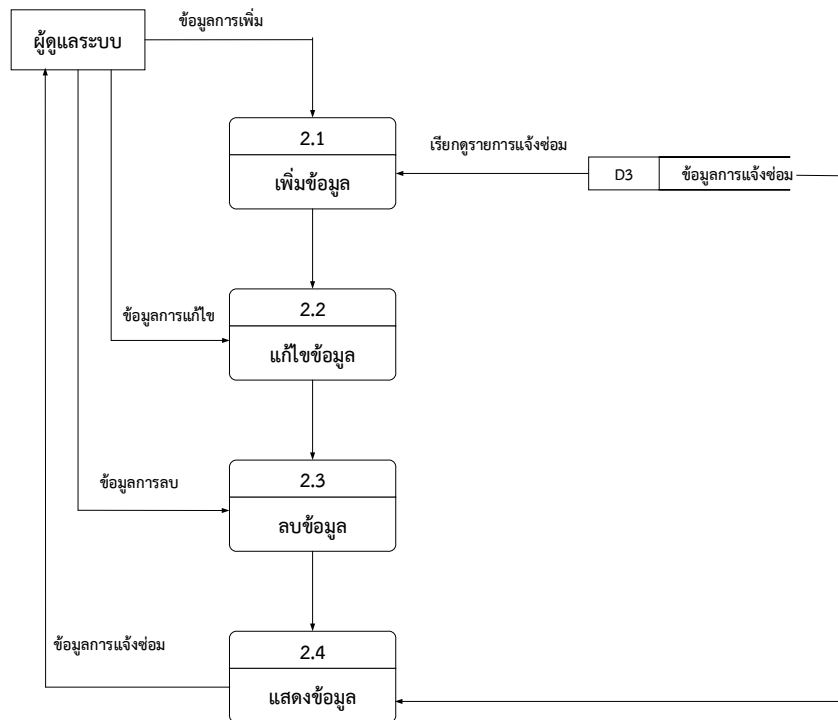 ข้อมูลการเพิ่ม
ผู้ดูแลระบบ
2.1
เพิ่มข้อมูล
เรียกดูรายการแจ้งซ่อม
D3
ข้อมูลการแจ้งซ่อม
2.2
ข้อมูลการแก้ไข
แก้ไขข้อมูล
2.3
ข้อมูลการลบ
ลบข้อมูล
2.4
ข้อมูลการแจ้งซ่อม
แสดงข้อมูล